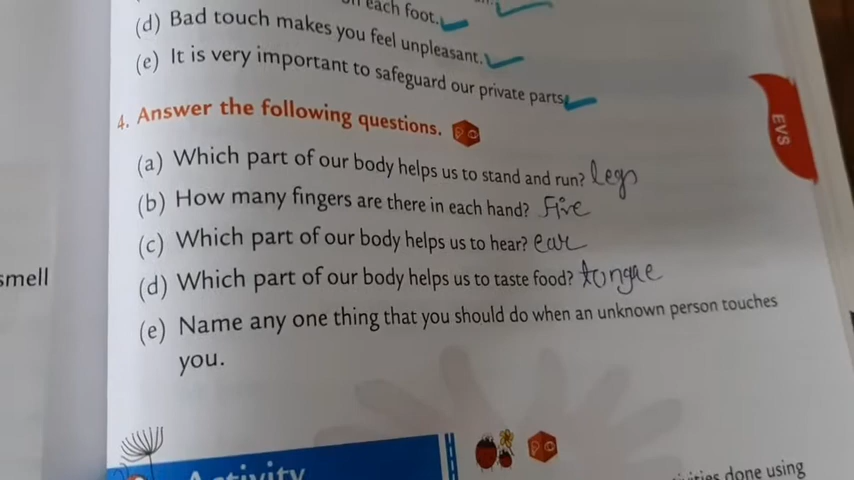 each foot.
(d) Bad touch makes you feel unpleasant.
(e) It is very important to safeguard our private parts.
4. Answer the following questions.
EVS
(a) Which part of our body helps us to stand and run? legs
(b) How many fingers are there in each hand? Five
(c) Which part of our body helps us to hear? ear
smell
(d) Which part of our body helps us to taste food? tongue
(e) Name any one thing that you should do when an unknown person touches
you.
Activity
done using